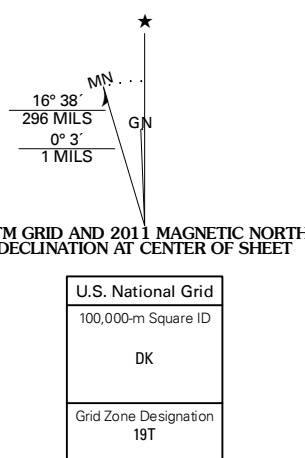 ★
MN
16° 38´
296 MILS
GN
0° 3´
1 MILS
TM GRID AND 2011 MAGNETIC NORTH
DECLINATION AT CENTER OF SHEET
U.S. National Grid
100,000-m Square ID
DK
Grid Zone Designation
19T